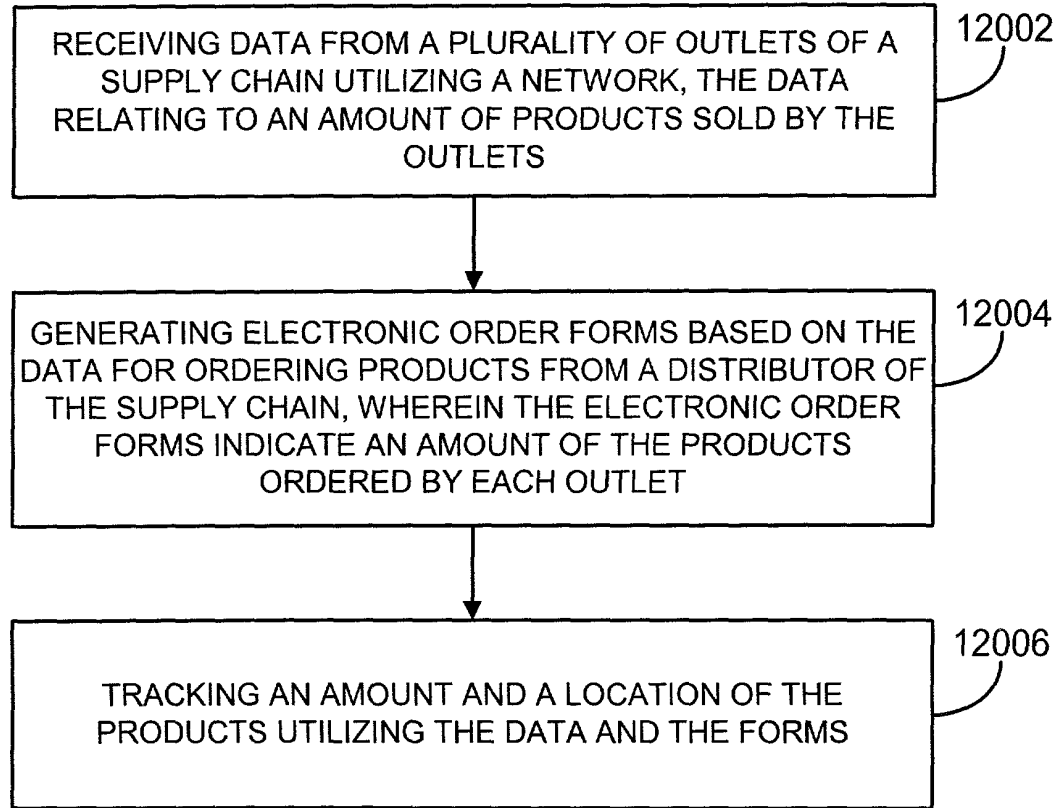 RECEIVING DATA FROM A PLURALITY OF OUTLETS OF A
SUPPLY CHAIN UTILIZING A NETWORK, THE DATA
RELATING TO AN AMOUNT OF PRODUCTS SOLD BY THE
OUTLETS
12002
GENERATING ELECTRONIC ORDER FORMS BASED ON THE
DATA FOR ORDERING PRODUCTS FROM A DISTRIBUTOR OF
THE SUPPLY CHAIN, WHEREIN THE ELECTRONIC ORDER
FORMS INDICATE AN AMOUNT OF THE PRODUCTS
ORDERED BY EACH OUTLET
12004
TRACKING AN AMOUNT AND A LOCATION OF THE
PRODUCTS UTILIZING THE DATA AND THE FORMS
12006